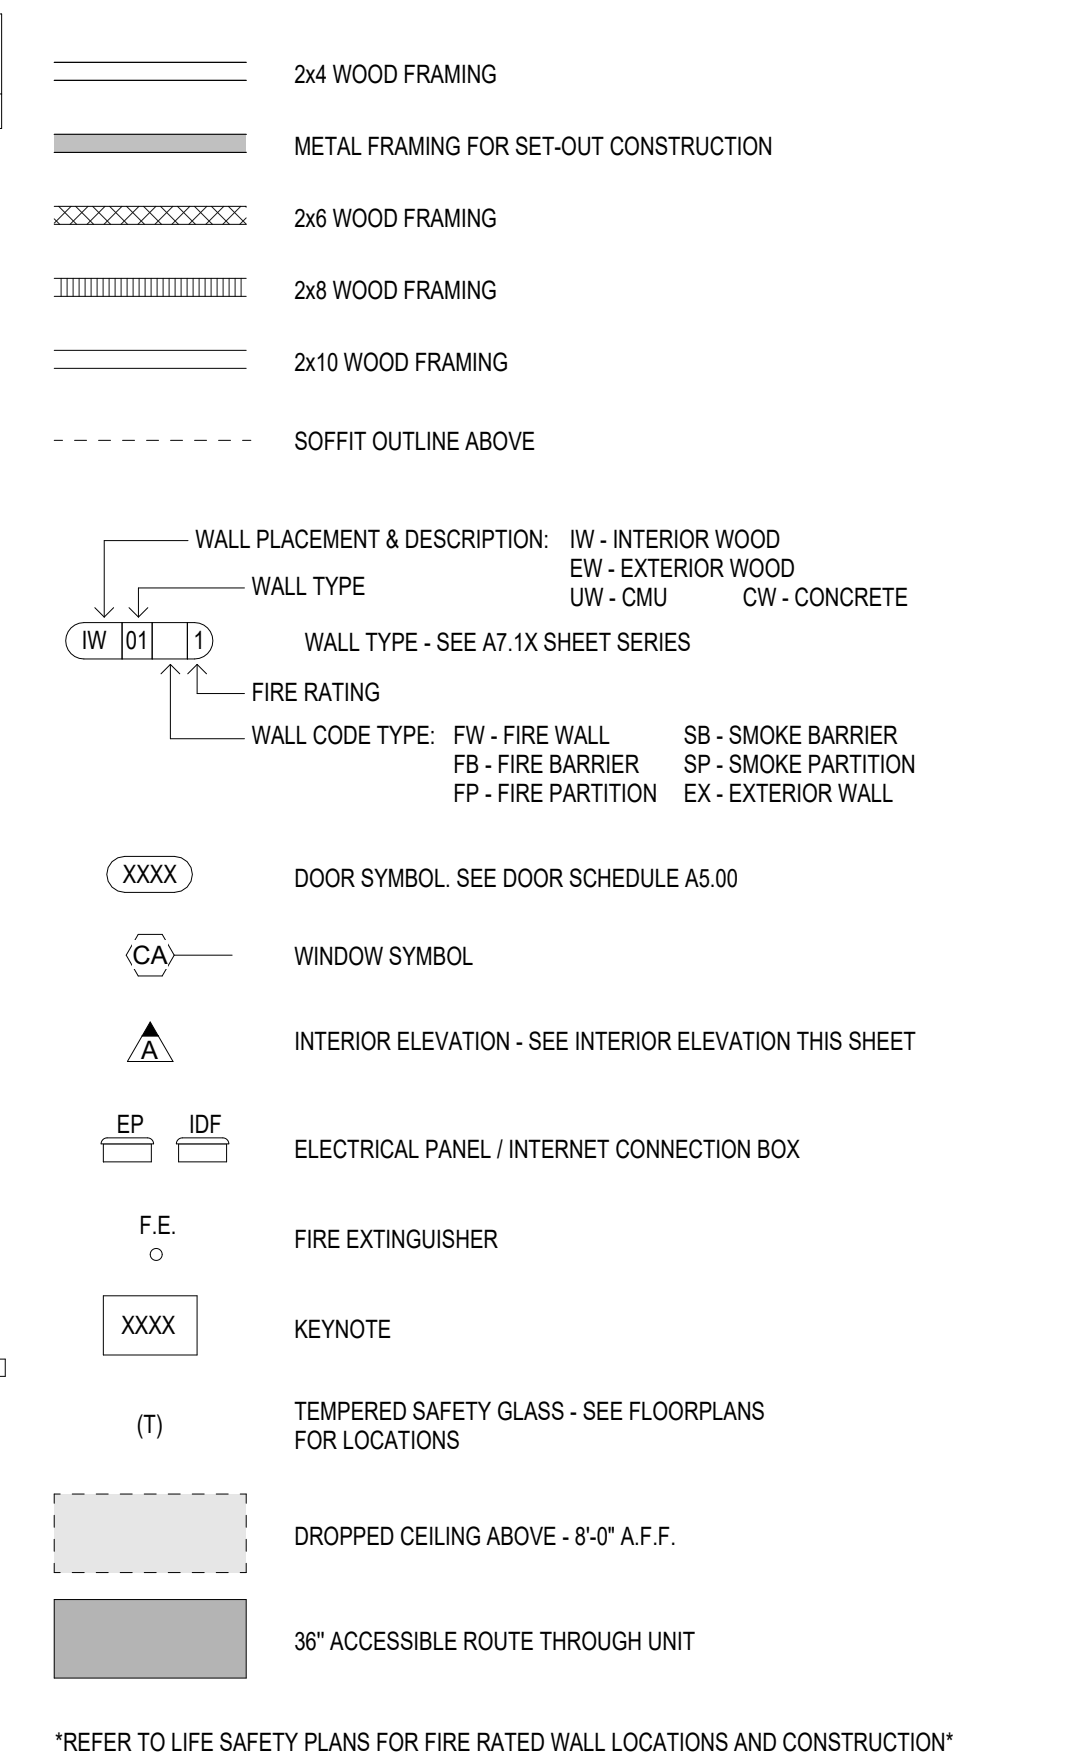 2x4 WOOD FRAMING
METAL FRAMING FOR SET-OUT CONSTRUCTION
2x6 WOOD FRAMING
2x8 WOOD FRAMING
2x10 WOOD FRAMING
SOFFIT OUTLINE ABOVE
WALL PLACEMENT & DESCRIPTION: IW - INTERIOR WOOD
EW - EXTERIOR WOOD
WALL TYPE
UW - CMU CW - CONCRETE
IW 01 1 WALL TYPE - SEE A7.1X SHEET SERIES
FIRE RATING
WALL CODE TYPE: FW - FIRE WALL SB - SMOKE BARRIER
FB - FIRE BARRIER SP - SMOKE PARTITION
FP - FIRE PARTITION EX - EXTERIOR WALL
XXXX DOOR SYMBOL. SEE DOOR SCHEDULE A5.00
CA WINDOW SYMBOL
A INTERIOR ELEVATION - SEE INTERIOR ELEVATION THIS SHEET
EP IDF
ELECTRICAL PANEL / INTERNET CONNECTION BOX
F.E.
FIRE EXTINGUISHER
XXXX KEYNOTE
(T) TEMPERED SAFETY GLASS - SEE FLOORPLANS
FOR LOCATIONS
DROPPED CEILING ABOVE - 8'-0" A.F.F.
36" ACCESSIBLE ROUTE THROUGH UNIT
*REFER TO LIFE SAFETY PLANS FOR FIRE RATED WALL LOCATIONS AND CONSTRUCTION*